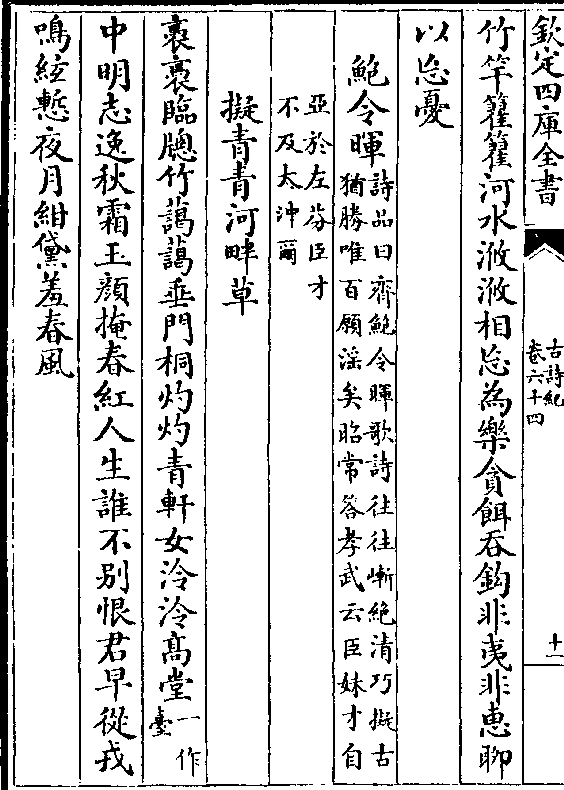 欽定四庫全書
古詩紀
卷六十四
十一
竹竿籊籊河水浟浟相忘為樂貪餌吞鈎非夷非惠聊
以忘憂
鮑令暉
詩品曰齊鮑令暉歌詩往往嶄絶清巧擬古
猶勝唯百願淫矣昭常答孝武云臣妹才自
亞於左芬臣才
不及太沖爾
擬青青河畔草
裊裊臨牕竹藹藹垂門桐灼灼青軒女泠泠髙堂一作
臺
中明志逸秋霜玉顔掩春紅人生誰不别恨君早從戎
鳴絃慙夜月紺黛羞春風